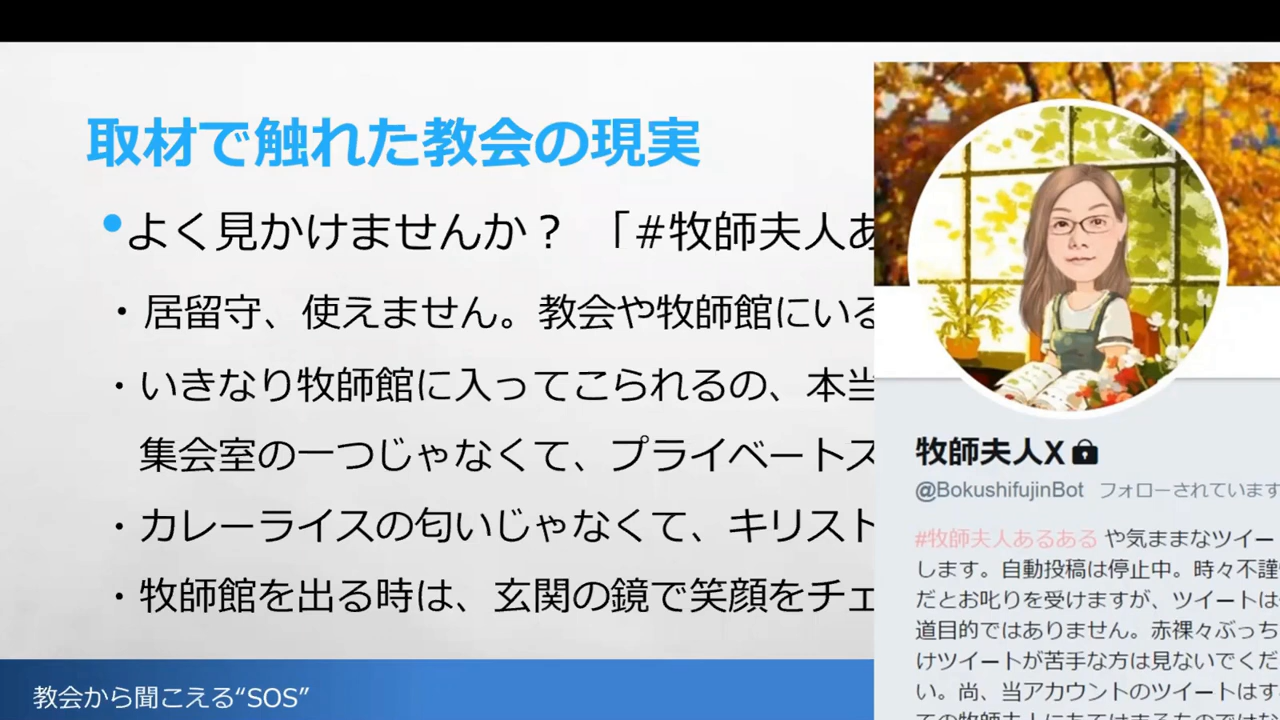 取材で触れた教会の現実
•よく見かけませんか？ 「#牧師夫人あ
・居留守、使えません。教会や牧師館にいる
・いきなり牧師館に入ってこられるの、本当
集会室の一つじゃなくて、プライベートス
・カレーライスの匂いじゃなくて、キリスト
・牧師館を出る時は、玄関の鏡で笑顔をチェ
教会から聞こえる“SOS”
牧師夫人X
@BokushifujinBot フォローされています
#牧師夫人あるある や気ままなツイー
します。自動投稿は停止中。時々不謹
だとお叱りを受けますが、ツイートは
道目的ではありません。赤裸々ぶっち
けツイートが苦手な方は見ないでくだ
い。尚、当アカウントのツイートはす
ての牧師夫人にあてはまるものではな